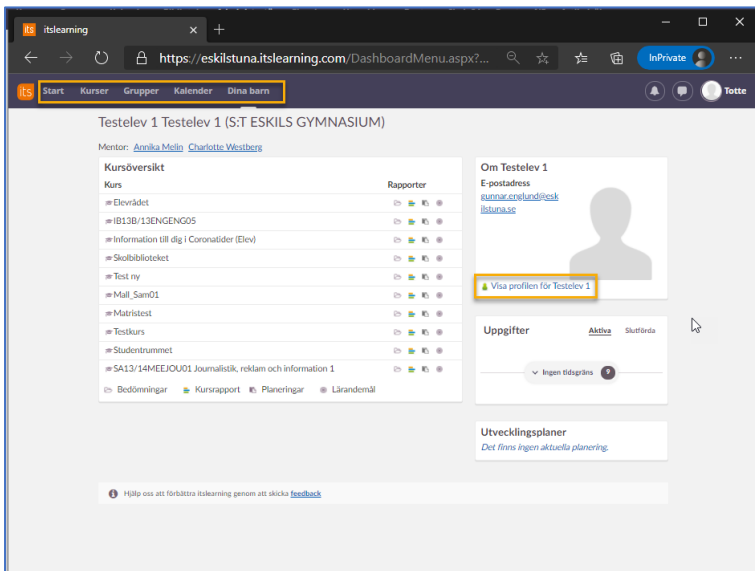 its itslearning
https://eskilstuna.itslearning.com/DashboardMenu.aspx?...
InPrivate
its Start Kurser Grupper Kalender Dina barn Totte
Testelev 1 Testelev 1 (S:T ESKILS GYMNASIUM)
Mentor: Annika Melin Charlotte Westberg
Kursöversikt
Kurs Rapporter
Elevrådet
IB13B/13ENGENG05
Information till dig i Coronatider (Elev)
Skolbiblioteket
Test ny
Mall_Sam01
Matristest
Testkurs
Studentrummet
SA13/14MEEJOU01 Journalistik, reklam och information 1
Bedömningar Kursrapport Planeringar Lärandemål
Om Testelev 1
E-postadress
gunnar.englund@esk
ilstuna.se
Visa profilen för Testelev 1
Uppgifter Aktiva Slutförda
Ingen tidsgräns 9
Utvecklingsplaner
Det finns ingen aktuella planering.
Hjälp oss att förbättra itslearning genom att skicka feedback